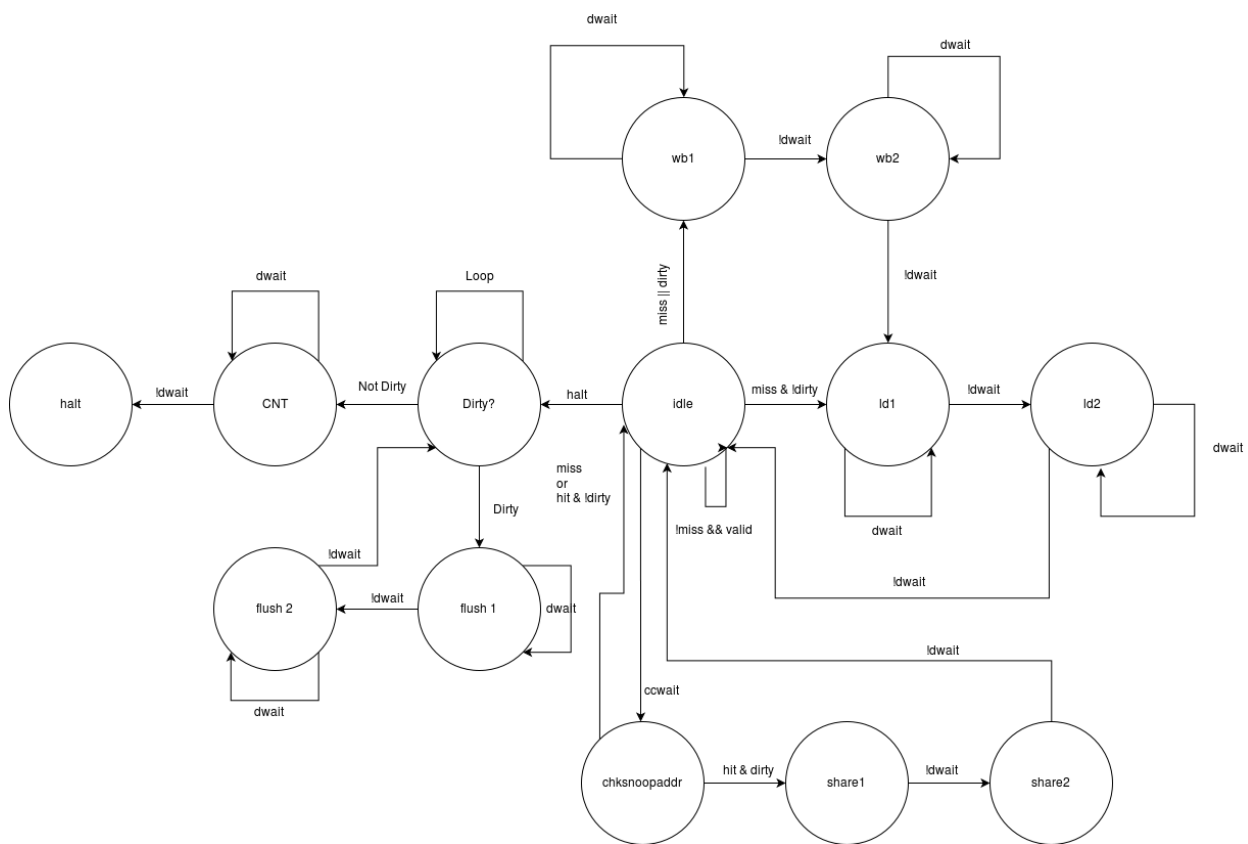 dwait
dwait
wb1
!dwait
wb2
miss || dirty
!dwait
dwait
Loop
halt
!dwait
CNT
Not Dirty
Dirty?
halt
idle
miss & !dirty
ld1
!dwait
ld2
dwait
miss
or
hit & !dirty
Dirty
!miss && valid
dwait
!dwait
!dwait
flush 2
!dwait
flush 1
dwait
dwait
!dwait
ccwait
chksnoopaddr
hit & dirty
share1
!dwait
share2